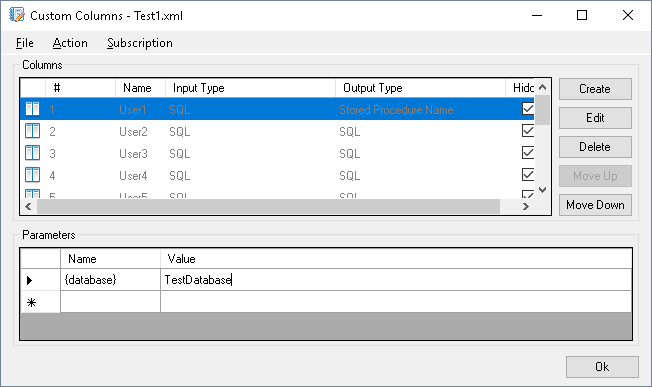 Custom Columns - Test1.xml
File Action Subscription
Columns
# Name Input Type Output Type Hidd
1 User1 SQL Stored Procedure Name
2 User2 SQL SQL
3 User3 SQL SQL
4 User4 SQL SQL
5 User5 SQL SQL
Create
Edit
Delete
Move Up
Move Down
Parameters
Name Value
{database} TestDatabase
Ok